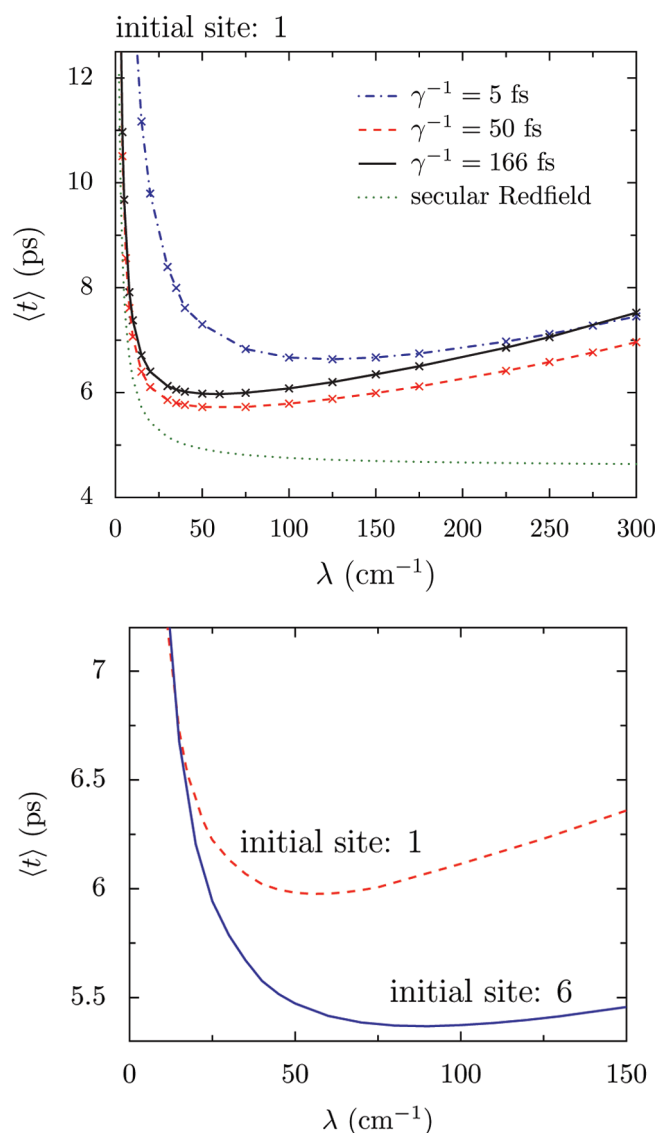 initial site: 1
12
10
8
6
4
⟨t⟩ (ps)
γ⁻¹ = 5 fs
γ⁻¹ = 50 fs
γ⁻¹ = 166 fs
secular Redfield
0 50 100 150 200 250 300
λ (cm⁻¹)
7
6.5
6
5.5
⟨t⟩ (ps)
initial site: 1
initial site: 6
0 50 100 150
λ (cm⁻¹)